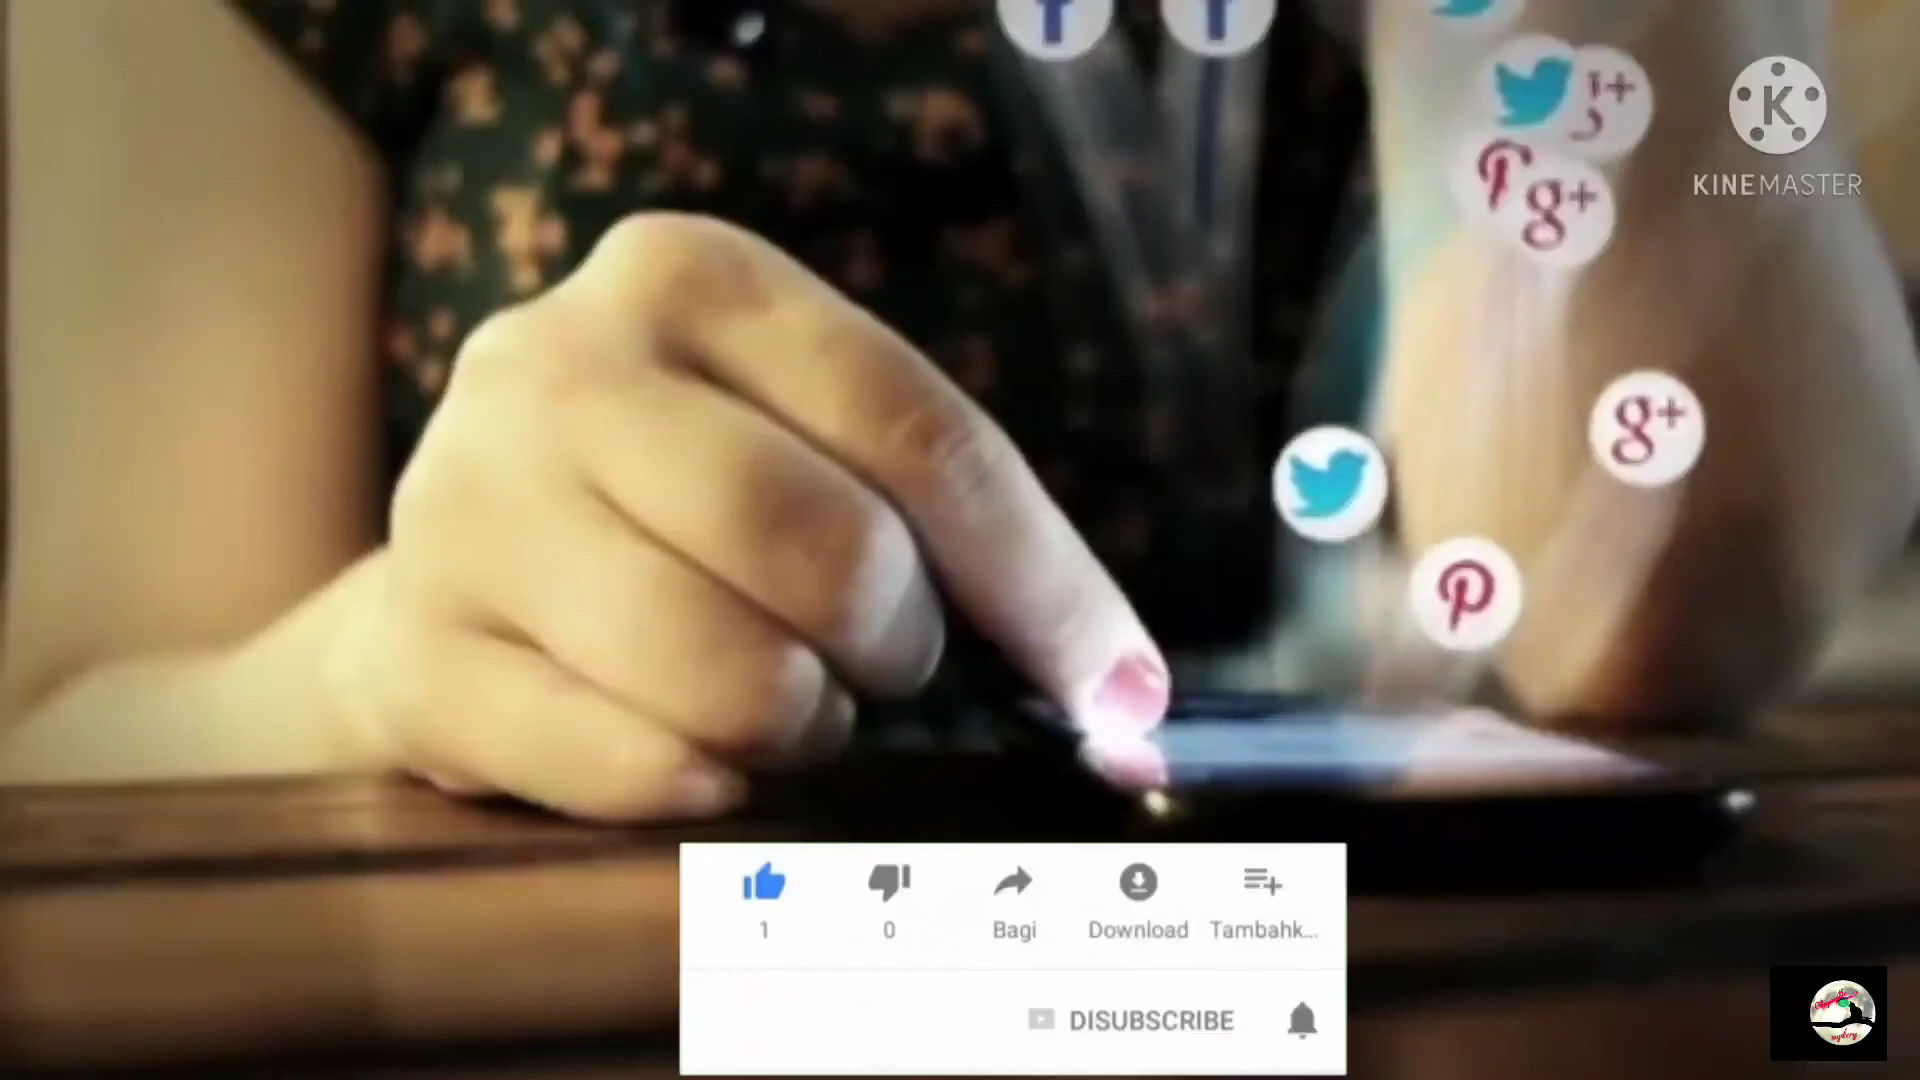 K
KINEMASTER
g+
g+
1
0
Bagi
Download
Tambahk...
DISUBSCRIBE